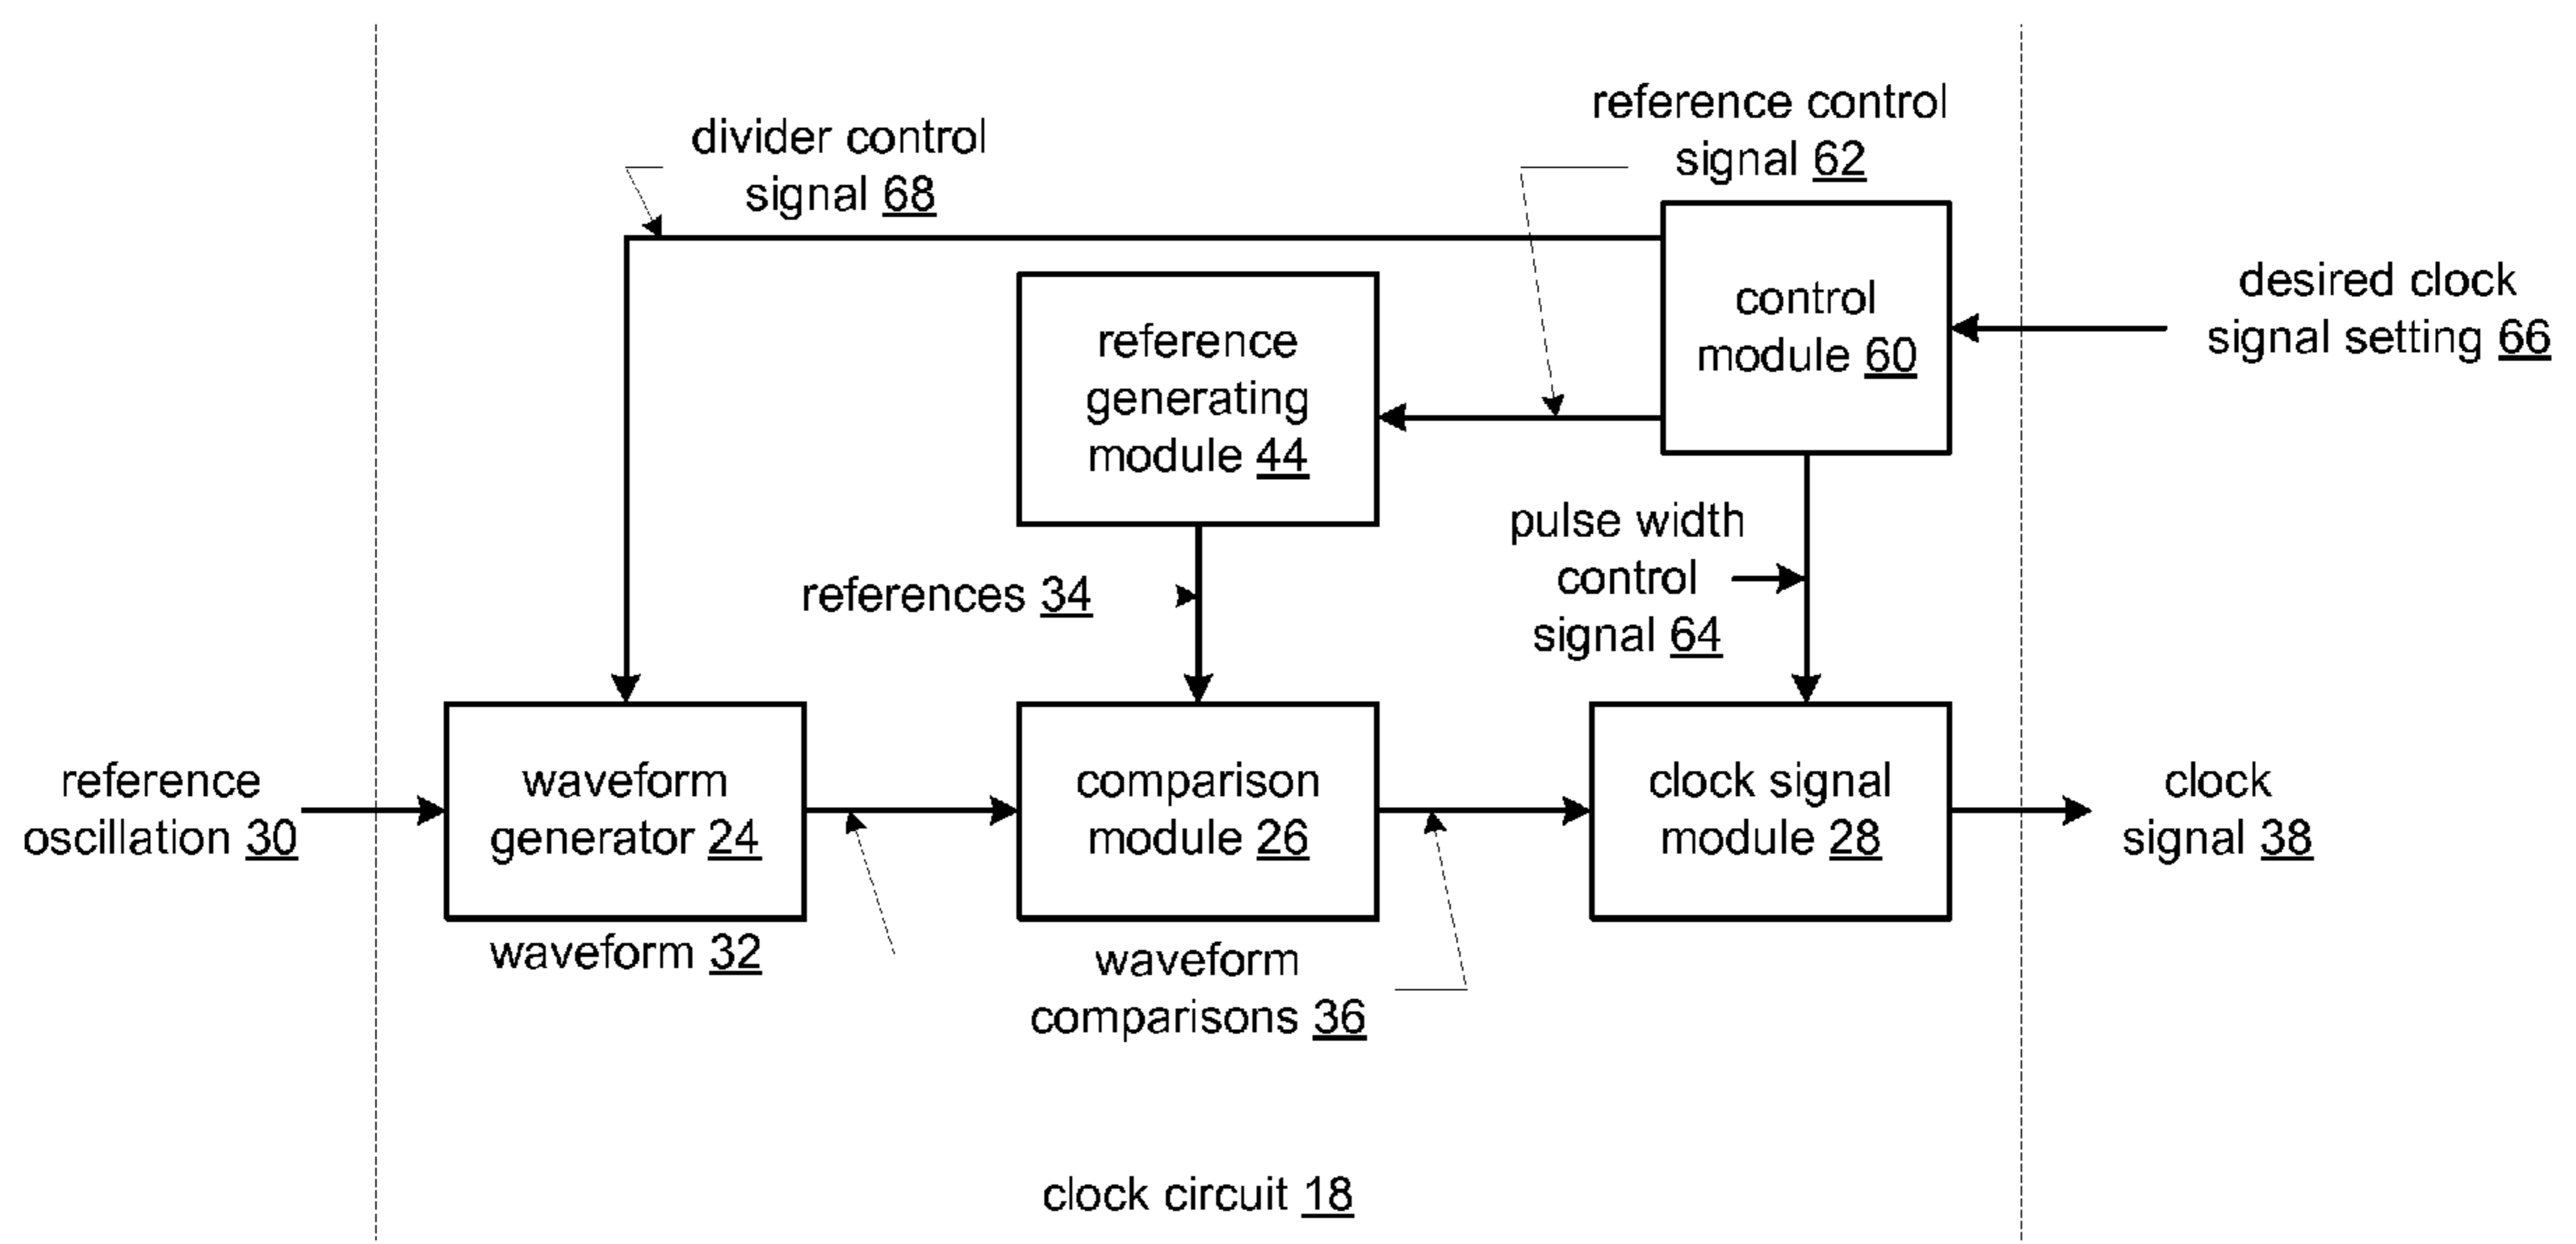 reference control
signal 62
divider control
signal 68
control
module 60
desired clock
signal setting 66
reference
generating
module 44
pulse width
control
signal 64
references 34
reference
oscillation 30
waveform
generator 24
comparison
module 26
clock signal
module 28
clock
signal 38
waveform 32
waveform
comparisons 36
clock circuit 18